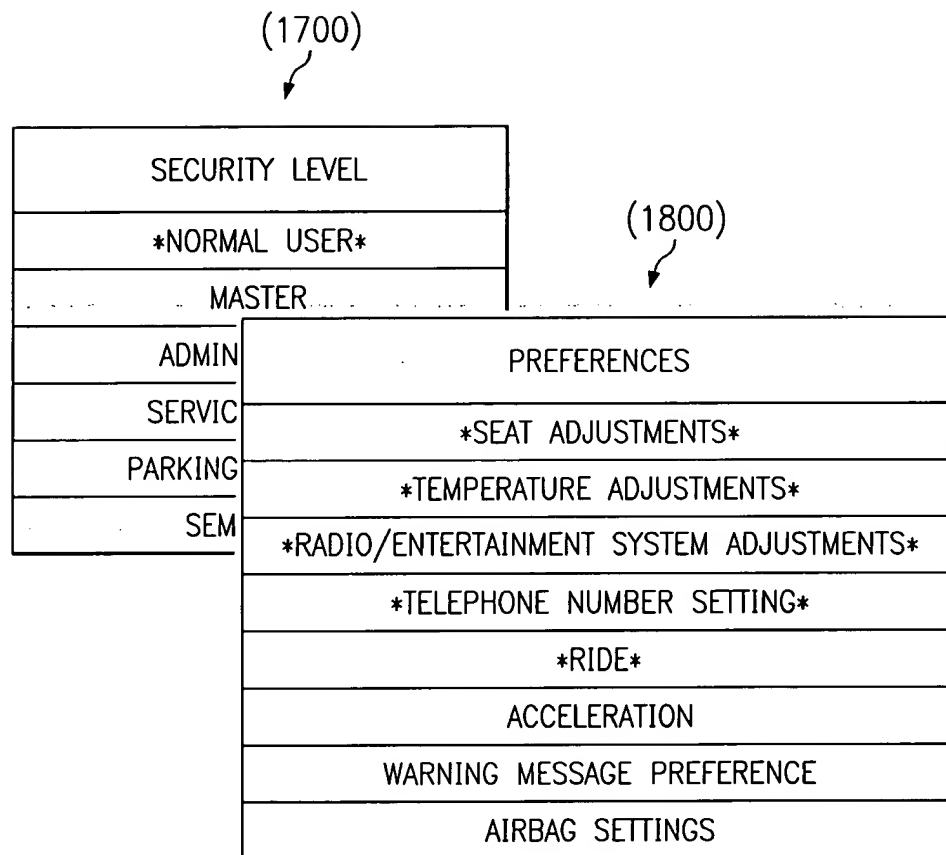 (1700)
SECURITY LEVEL
*NORMAL USER*
MASTER
ADMIN
SERVIC
PARKING
SEM
(1800)
PREFERENCES
*SEAT ADJUSTMENTS*
*TEMPERATURE ADJUSTMENTS*
*RADIO/ENTERTAINMENT SYSTEM ADJUSTMENTS*
*TELEPHONE NUMBER SETTING*
*RIDE*
ACCELERATION
WARNING MESSAGE PREFERENCE
AIRBAG SETTINGS